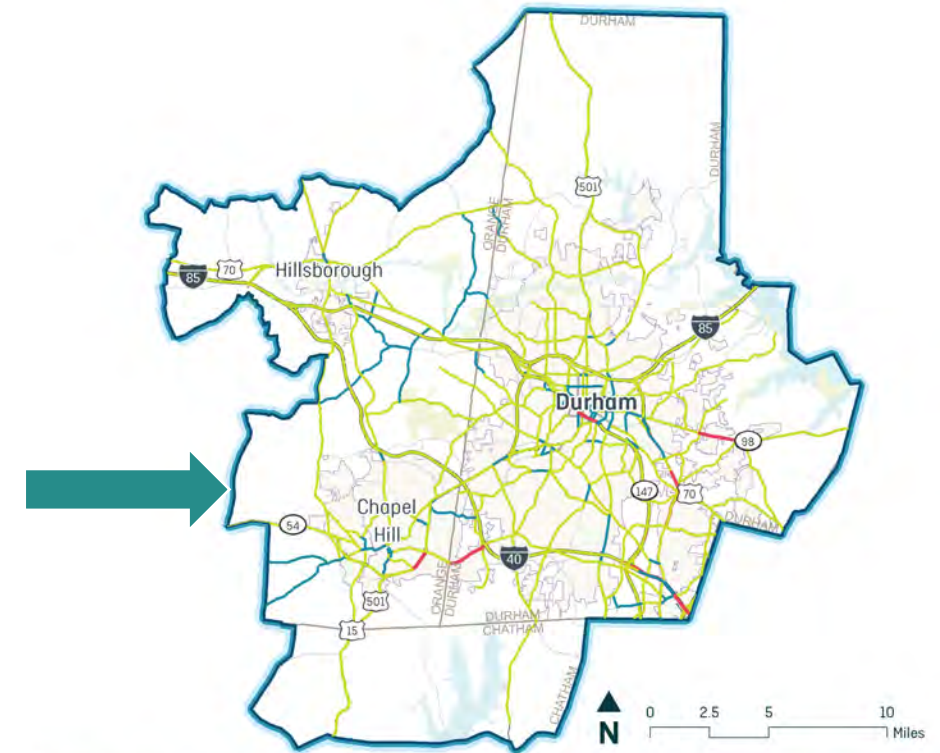 DURHAM
DURHAM
501
ORANGE
DURHAM
70
Hillsborough
85
85
Durham
98
147
70
Chapel
Hill
54
DURHAM
40
ORANGE
DURHAM
501
15
DURHAM
CHATHAM
CHATHAM
N
0 2.5 5 10
Miles